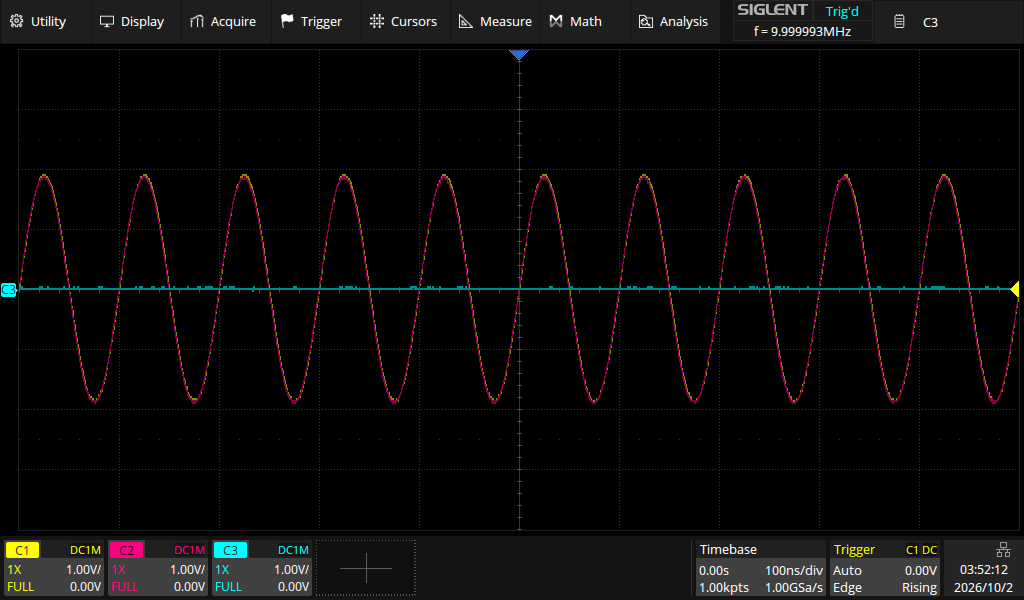 Utility Display Acquire Trigger Cursors Measure Math Analysis SIGLENT Trig'd C3
f = 9.999993MHz
C3
C1 DC1M C2 DC1M C3 DC1M Timebase Trigger C1 DC
1X 1.00V/ 1X 1.00V/ 1X 1.00V/ 0.00s 100ns/div Auto 0.00V 03:52:12
FULL 0.00V FULL 0.00V FULL 0.00V 1.00kpts 1.00GSa/s Edge Rising 2026/10/2